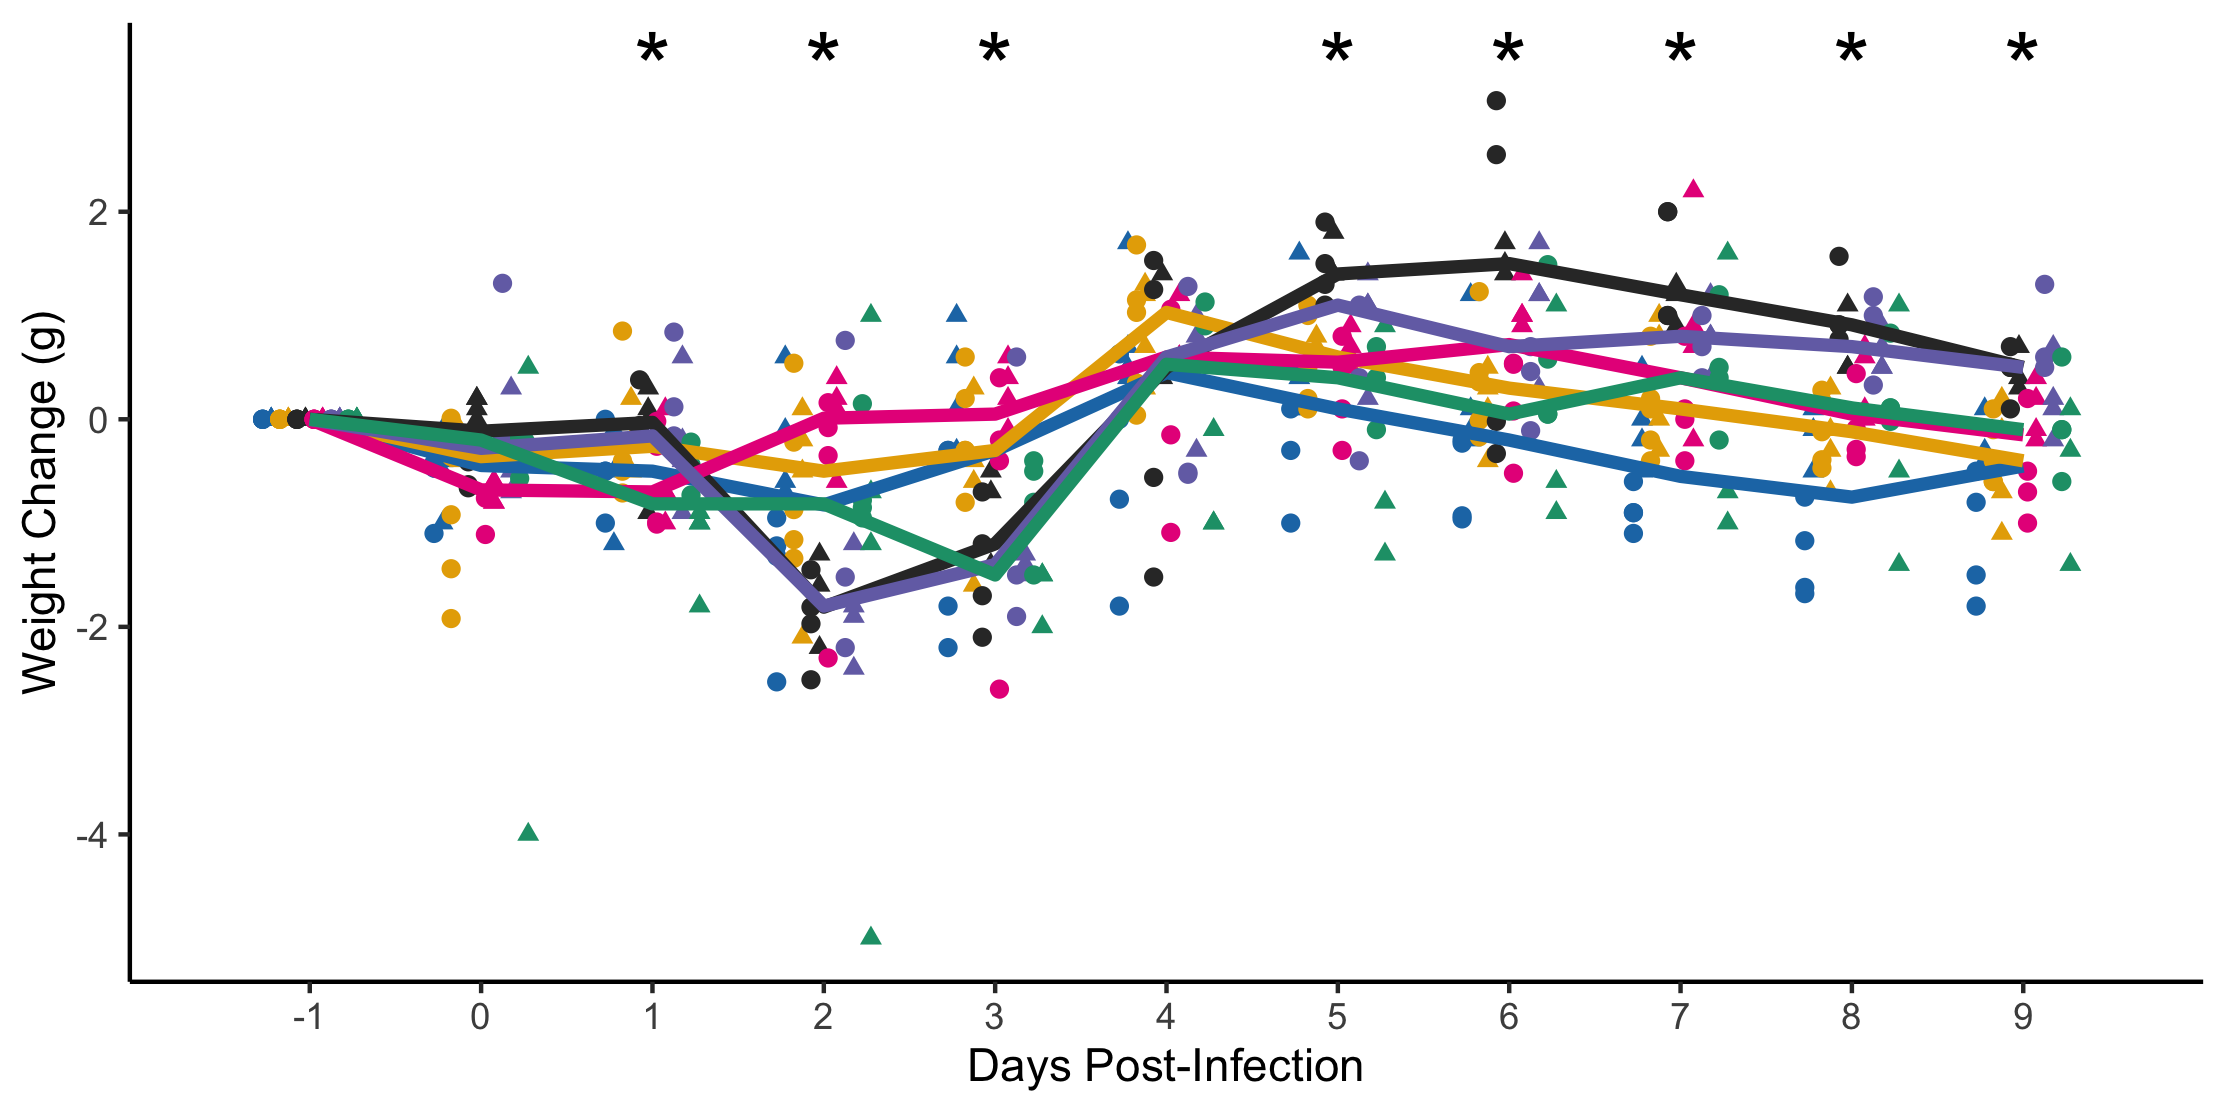 * * * * * * * *
Weight Change (g)
2
0
-2
-4
-1 0 1 2 3 4 5 6 7 8 9
Days Post-Infection